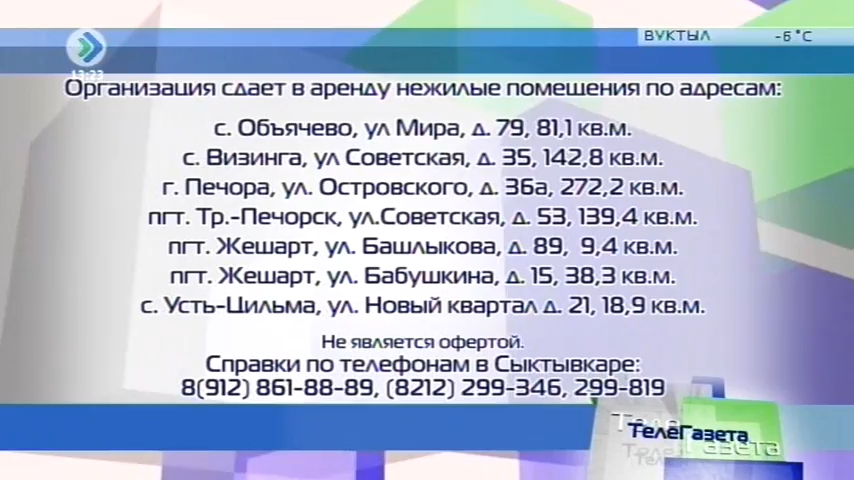 ВУКТЫЛ -6°C
13:23
Организация сдает в аренду нежилые помещения по адресам:
с. Объячево, ул Мира, д. 79, 81,1 кв.м.
с. Визинга, ул Советская, д. 35, 142,8 кв.м.
г. Печора, ул. Островского, д. 36а, 272,2 кв.м.
пгт. Тр.-Печорск, ул.Советская, д. 53, 139,4 кв.м.
пгт. Жешарт, ул. Башлыкова, д. 89, 9,4 кв.м.
пгт. Жешарт, ул. Бабушкина, д. 15, 38,3 кв.м.
с. Усть-Цильма, ул. Новый квартал д. 21, 18,9 кв.м.
Не является офертой.
Справки по телефонам в Сыктывкаре:
8(912) 861-88-89, (8212) 299-346, 299-819
ТелеГазета